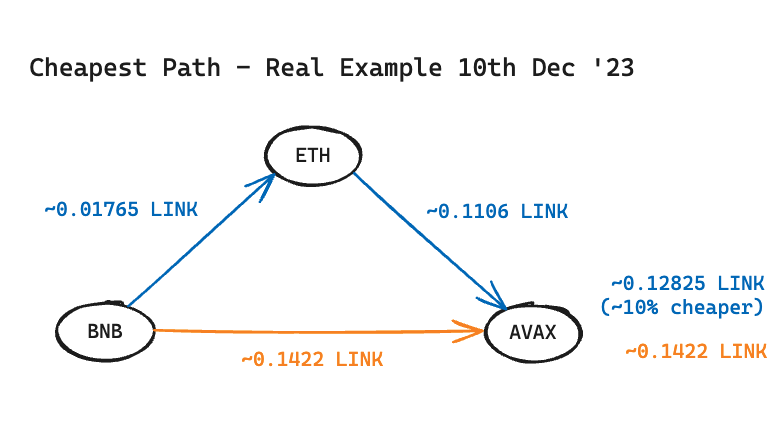 Cheapest Path - Real Example 10th Dec '23
ETH
~0.01765 LINK
~0.1106 LINK
~0.12825 LINK
(~10% cheaper)
BNB
AVAX
~0.1422 LINK
~0.1422 LINK